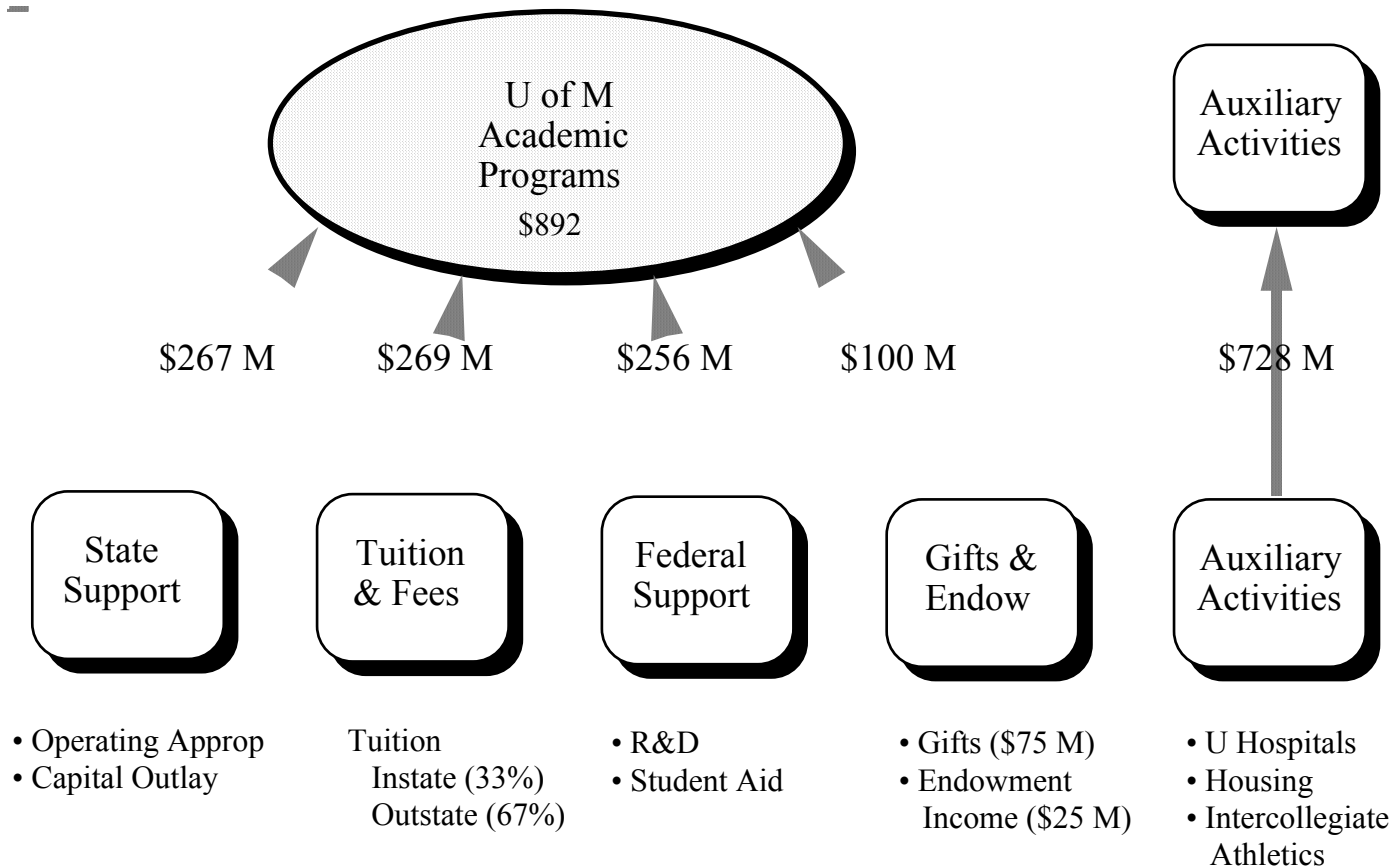 U of M
Academic
Programs
$892
Auxiliary
Activities
$267 M
$269 M
$256 M
$100 M
$728 M
State
Support
Tuition
& Fees
Federal
Support
Gifts &
Endow
Auxiliary
Activities
• Operating Approp
• Capital Outlay
Tuition
Instate (33%)
Outstate (67%)
• R&D
• Student Aid
• Gifts ($75 M)
• Endowment
Income ($25 M)
• U Hospitals
• Housing
• Intercollegiate
Athletics